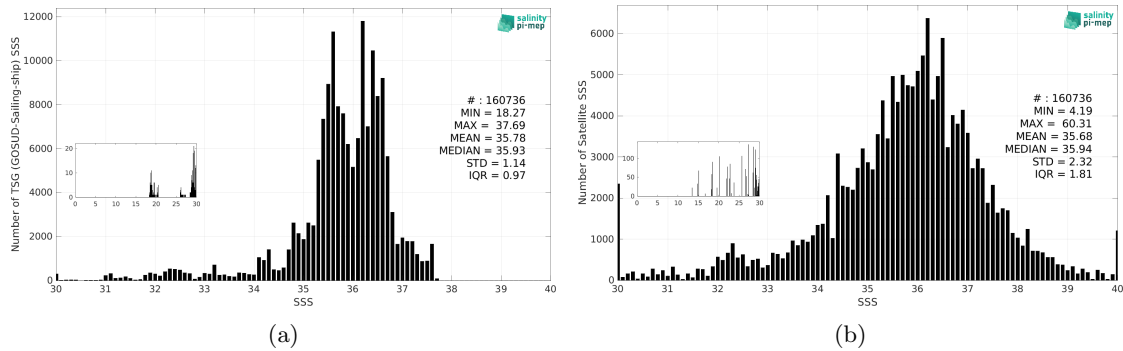 salinity
pi-mep
12000
10000
8000
6000
4000
2000
0
Number of TSG (GOSUD-Sailing-ship) SSS
# : 160736
MIN = 18.27
MAX = 37.69
MEAN = 35.78
MEDIAN = 35.93
STD = 1.14
IQR = 0.97
20
10
0
0 5 10 15 20 25 30
30 31 32 33 34 35 36 37 38 39 40
SSS
(a)
salinity
pi-mep
6000
5000
4000
3000
2000
1000
0
Number of Satellite SSS
# : 160736
MIN = 4.19
MAX = 60.31
MEAN = 35.68
MEDIAN = 35.94
STD = 2.32
IQR = 1.81
100
50
0
0 5 10 15 20 25 30
30 31 32 33 34 35 36 37 38 39 40
SSS
(b)